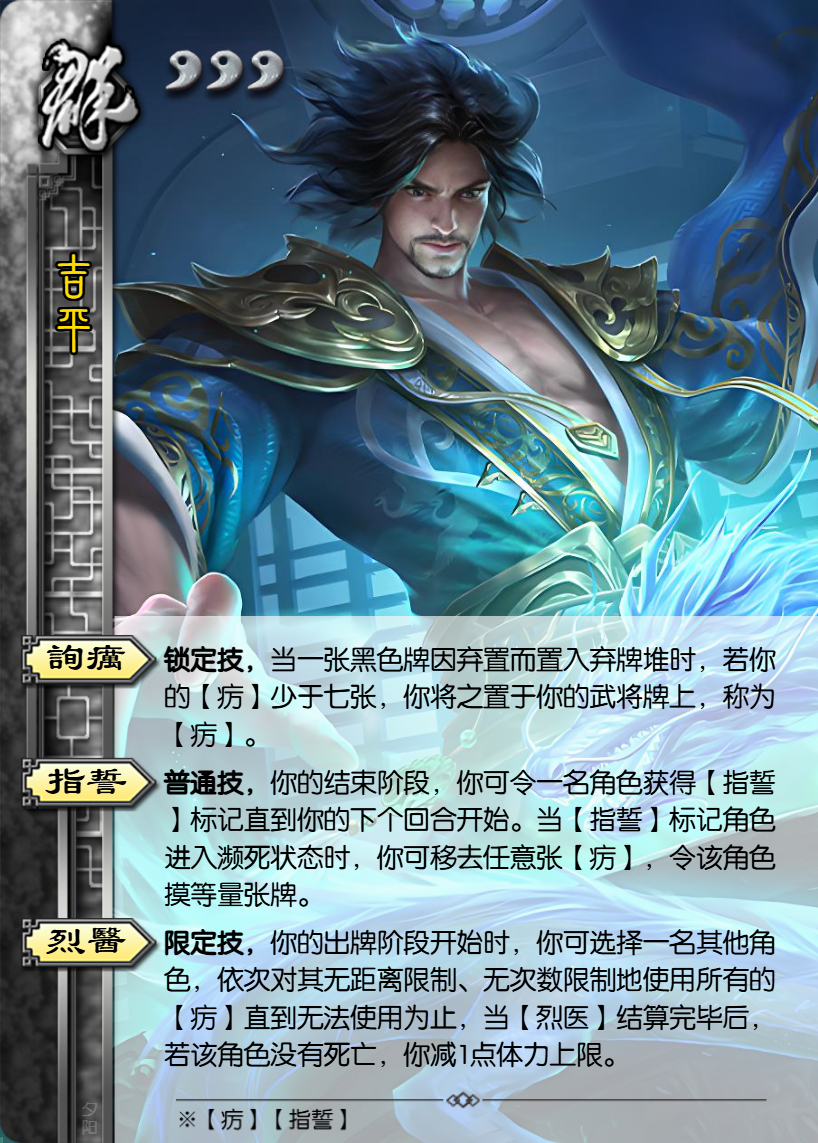 群
吉平
詢癘
锁定技，当一张黑色牌因弃置而置入弃牌堆时，若你
的【疠】少于七张，你将之置于你的武将牌上，称为
【疠】。
指誓
普通技，你的结束阶段，你可令一名角色获得【指誓
】标记直到你的下个回合开始。当【指誓】标记角色
进入濒死状态时，你可移去任意张【疠】，令该角色
摸等量张牌。
烈醫
限定技，你的出牌阶段开始时，你可选择一名其他角
色，依次对其无距离限制、无次数限制地使用所有的
【疠】直到无法使用为止，当【烈医】结算完毕后，
若该角色没有死亡，你减1点体力上限。
※【疠】【指誓】
夕阳